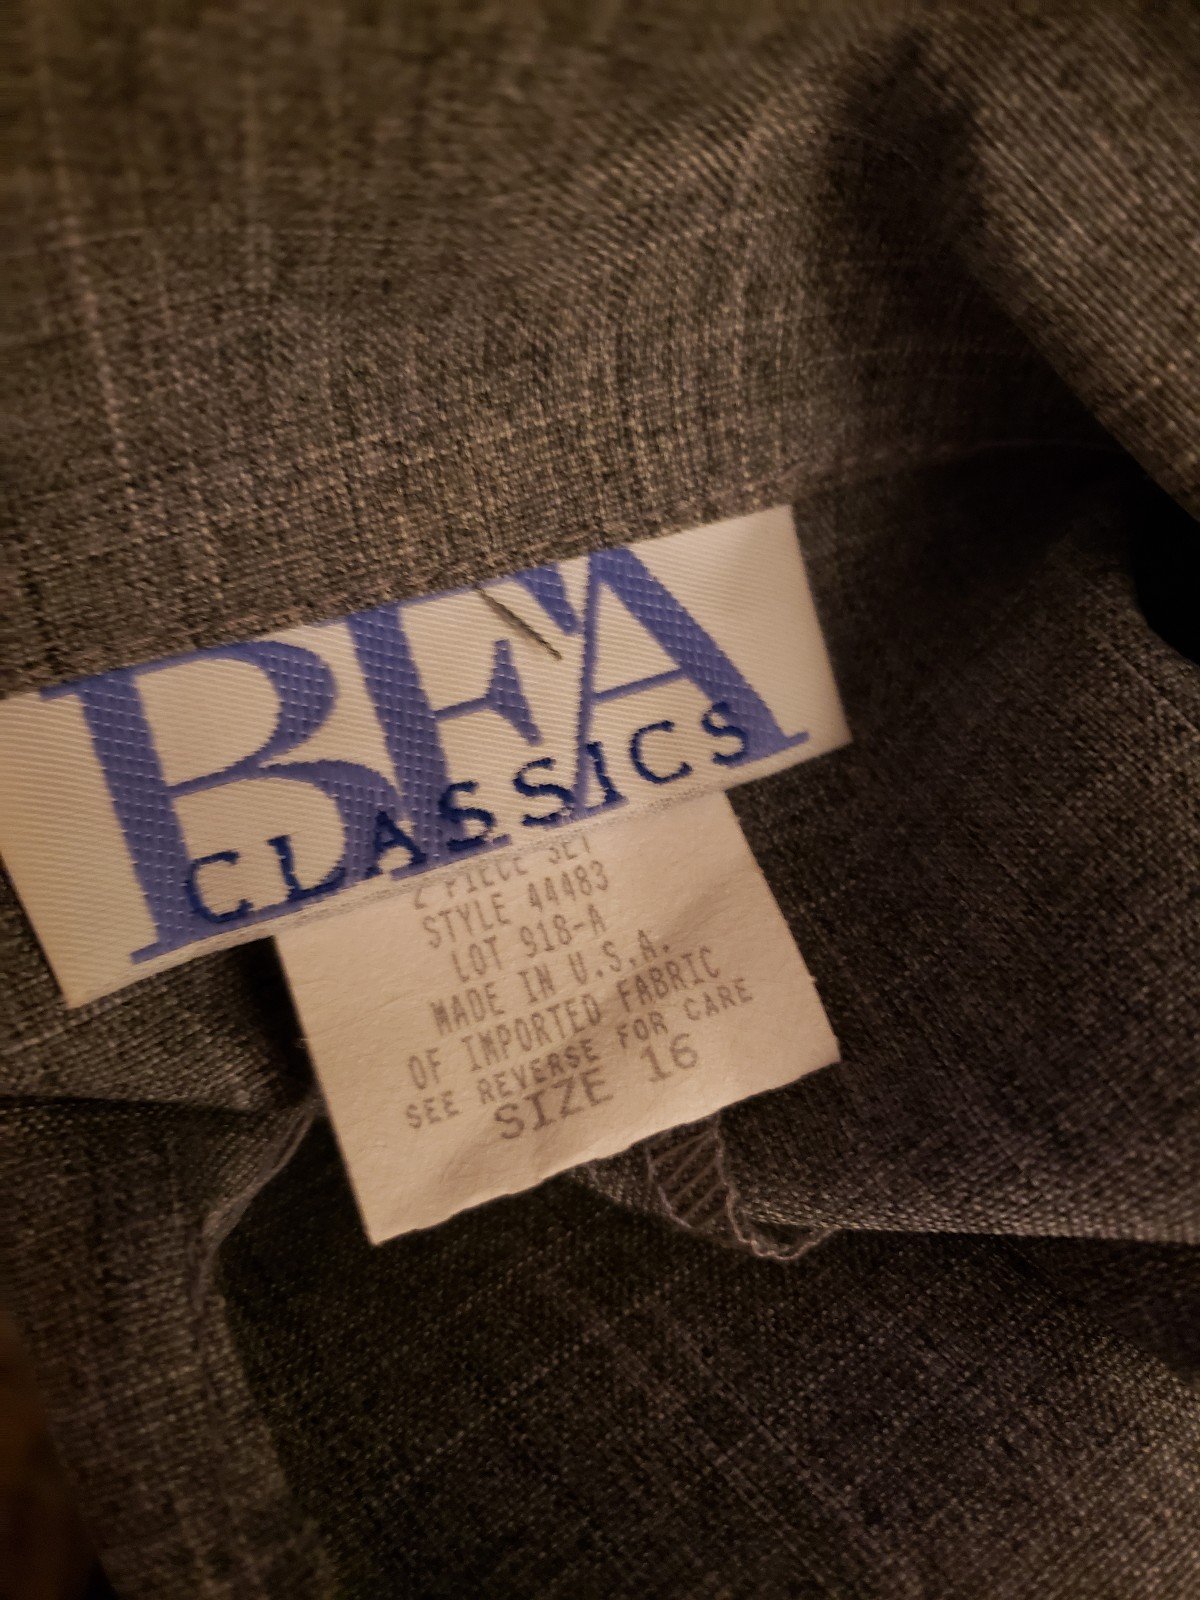 BEA
CLASSICS
2 PIECE SET
STYLE 44483
LOT 918-A
MADE IN U.S.A.
OF IMPORTED FABRIC
SEE REVERSE FOR CARE
SIZE 16